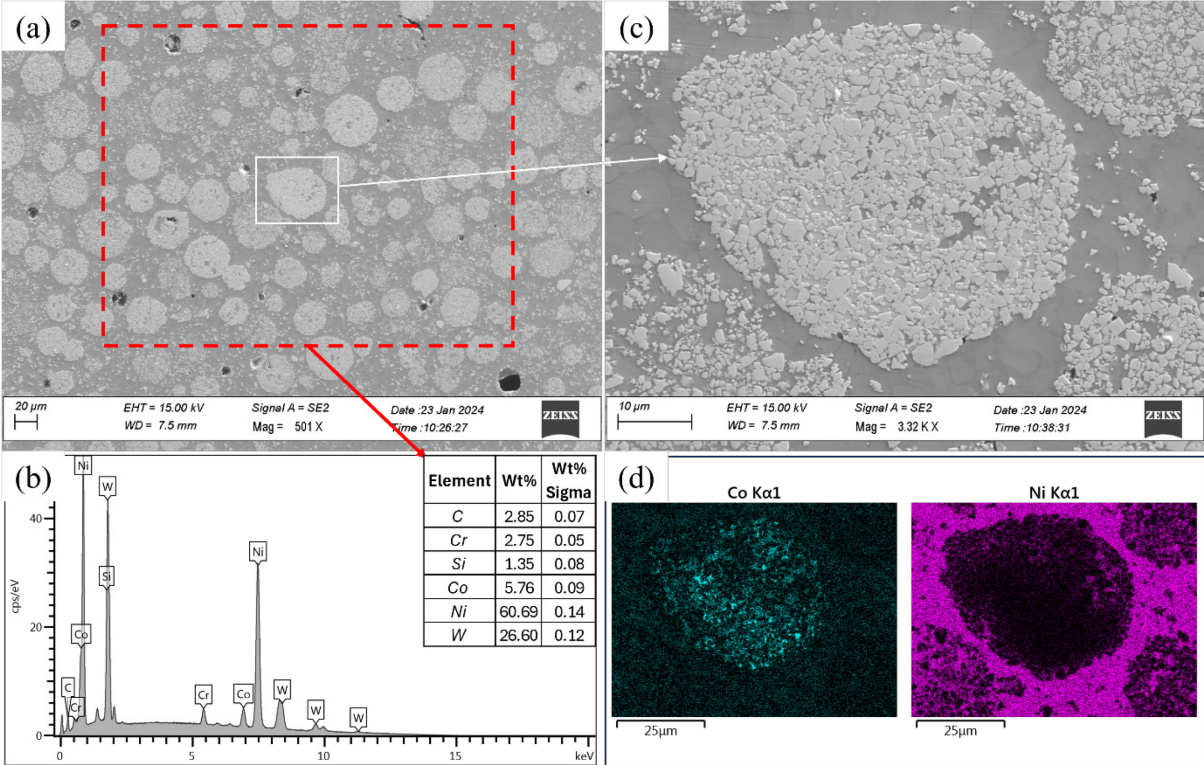 (a)
20 µm
EHT = 15.00 kV
WD = 7.5 mm
Signal A = SE2
Mag = 501 X
Date :23 Jan 2024
Time :10:26:27
ZEISS
(c)
10 µm
EHT = 15.00 kV
WD = 7.5 mm
Signal A = SE2
Mag = 3.32 K X
Date :23 Jan 2024
Time :10:38:31
ZEISS
(b)
cps/eV
40
20
0
0
5
10
15
keV
Ni
W
Si
Co
C
Cr
Cr
Co
Ni
W
W
W
Element Wt% Wt% Sigma
C 2.85 0.07
Cr 2.75 0.05
Si 1.35 0.08
Co 5.76 0.09
Ni 60.69 0.14
W 26.60 0.12
(d)
Co Kα1
25µm
Ni Kα1
25µm